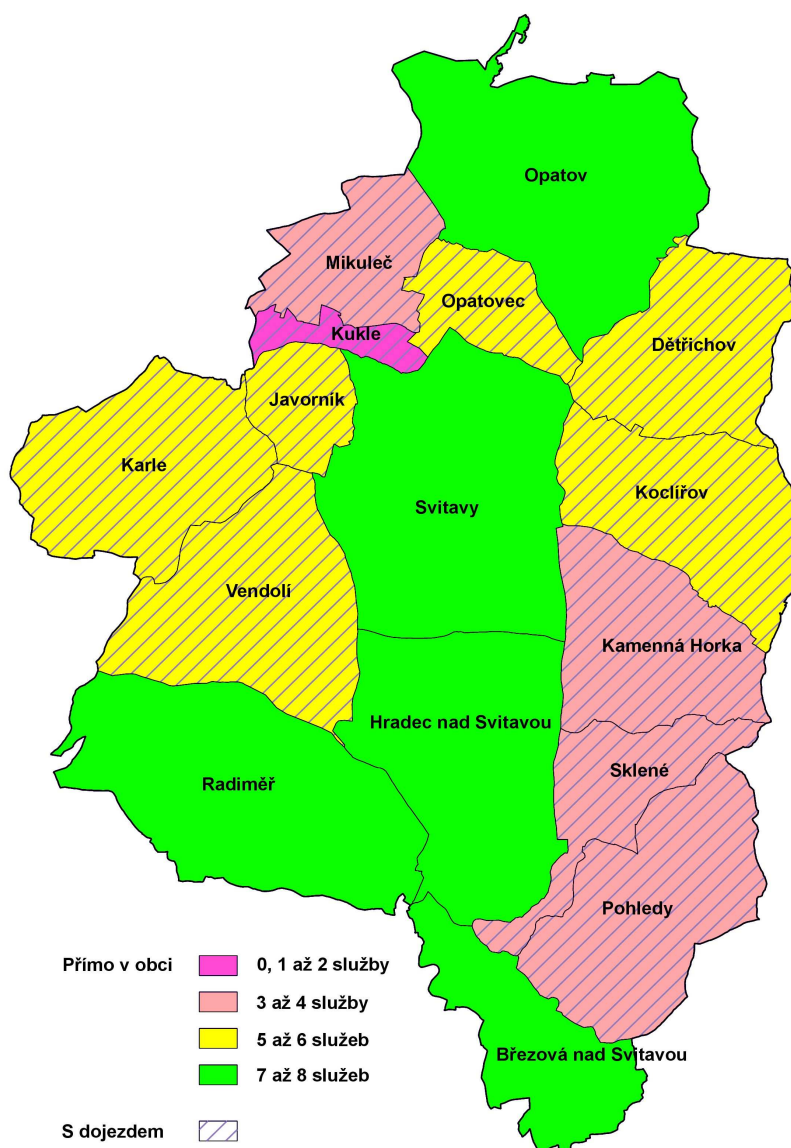 Opatov
Mikuleč
Opatovec
Kukle
Dětřichov
Javorník
Karle
Koclířov
Svitavy
Vendolí
Kamenná Horka
Hradec nad Svitavou
Sklené
Radiměř
Pohledy
Přímo v obci
0, 1 až 2 služby
3 až 4 služby
5 až 6 služeb
Březová nad Svitavou
7 až 8 služeb
S dojezdem